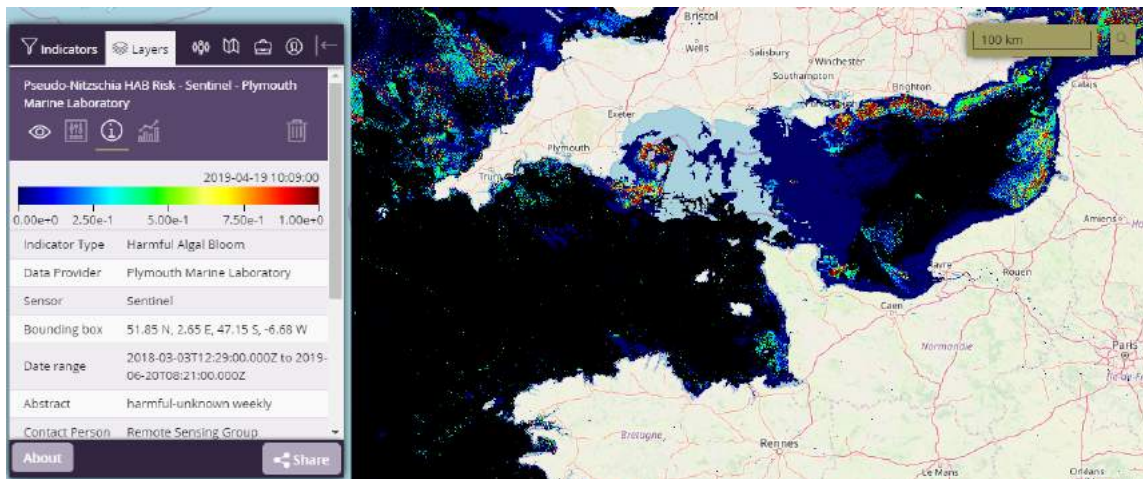 Indicators
Layers
Pseudo-Nitzschia HAB Risk - Sentinel - Plymouth
Marine Laboratory
2019-04-19 10:09:00
0.00e+0 2.50e-1 5.00e-1 7.50e-1 1.00e+0
Indicator Type Harmful Algal Bloom
Data Provider Plymouth Marine Laboratory
Sensor Sentinel
Bounding box 51.85 N, 2.65 E, 47.15 S, -6.68 W
Date range 2018-03-03T12:29:00.000Z to 2019-
06-20T08:21:00.000Z
Abstract harmful-unknown weekly
Contact Person Remote Sensing Group
About
Share
100 km
Bristol
Wells
Salisbury
Winchester
Southampton
Brighton
Calais
Exeter
Plymouth
Amiens
Rouen
Caen
Normandie
Paris
Bretagne
Rennes
Le Mans
Orléans